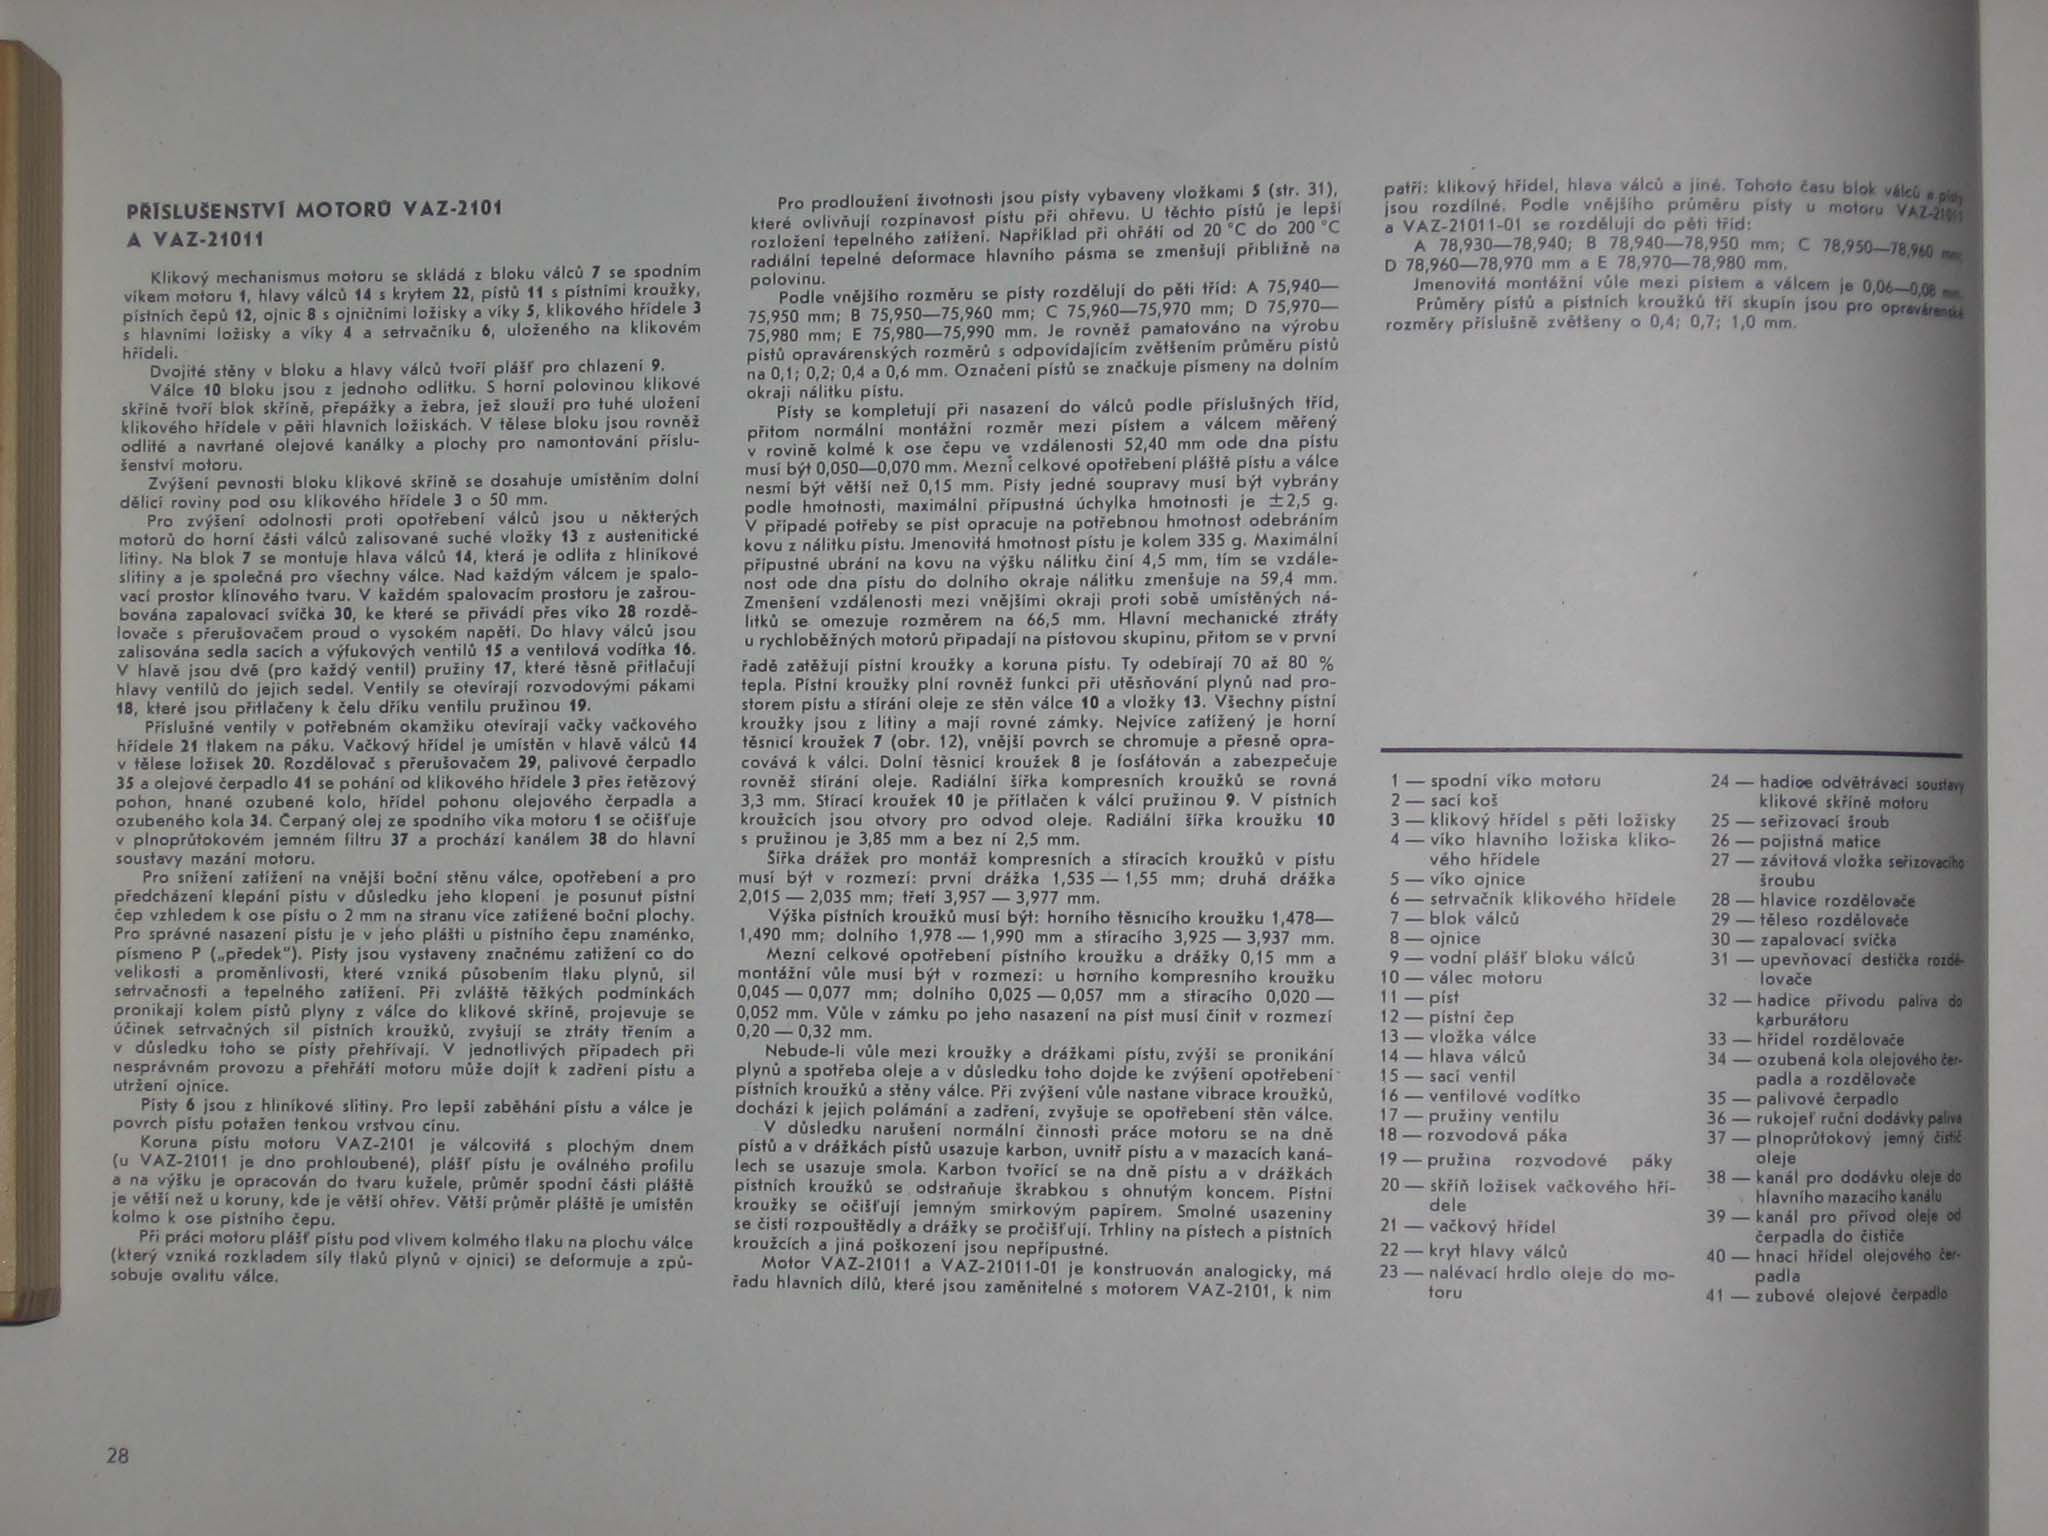 PŘÍSLUŠENSTVÍ MOTORŮ VAZ-2101
A VAZ-21011
Klikový mechanismus motoru se skládá z bloku válců 7 se spodním
víkem motoru 1, hlavy válců 14 s krytem 22, pístů 11 s pístními kroužky,
pístních čepů 12, ojnic 8 s ojničními ložisky a víky 5, klikového hřídele 3
s hlavními ložisky a víky 4 a setrvačníku 6, uloženého na klikovém
hřídeli.
Dvojité stěny v bloku a hlavy válců tvoří plášť pro chlazení 9.
Válce 10 bloku jsou z jednoho odlitku. S horní polovinou klikové
skříně tvoří blok skříně, přepážky a žebra, jež slouží pro tuhé uložení
klikového hřídele v pěti hlavních ložiskách. V tělese bloku jsou rovněž
odlité a navrtané olejové kanálky a plochy pro namontování příslu-
šenství motoru.
Zvýšení pevnosti bloku klikové skříně se dosahuje umístěním dolní
dělicí roviny pod osu klikového hřídele 3 o 50 mm.
Pro zvýšení odolnosti proti opotřebení válců jsou u některých
motorů do horní části válců zalisované suché vložky 13 z austenitické
litiny. Na blok 7 se montuje hlava válců 14, která je odlita z hliníkové
slitiny a je společná pro všechny válce. Nad každým válcem je spalo-
vací prostor klínového tvaru. V každém spalovacím prostoru je zašrou-
bována zapalovací svíčka 30, ke které se přivádí přes víko 28 rozdě-
lovače s přerušovačem proud o vysokém napětí. Do hlavy válců jsou
zalisována sedla sacích a výfukových ventilů 15 a ventilová vodítka 16.
V hlavě jsou dvě (pro každý ventil) pružiny 17, které těsně přitlačují
hlavy ventilů do jejich sedel. Ventily se otevírají rozvodovými pákami
18, které jsou přitlačeny k čelu dříku ventilu pružinou 19.
Příslušné ventily v potřebném okamžiku otevírají vačky vačkového
hřídele 21 tlakem na páku. Vačkový hřídel je umístěn v hlavě válců 14
v tělese ložisek 20. Rozdělovač s přerušovačem 29, palivové čerpadlo
35 a olejové čerpadlo 41 se pohání od klikového hřídele 3 přes řetězový
pohon, hnané ozubené kolo, hřídel pohonu olejového čerpadla a
ozubeného kola 34. Čerpaný olej ze spodního víka motoru 1 se očišťuje
v plnoprůtokovém jemném filtru 37 a prochází kanálem 38 do hlavní
soustavy mazání motoru.
Pro snížení zatížení na vnější boční stěnu válce, opotřebení a pro
předcházení klepání pístu v důsledku jeho klopení je posunut pístní
čep vzhledem k ose pístu o 2 mm na stranu více zatížené boční plochy.
Pro správné nasazení pístu je v jeho plášti u pístního čepu znaménko,
písmeno P („předek"). Písty jsou vystaveny značnému zatížení co do
velikosti a proměnlivosti, které vzniká působením tlaku plynů, sil
setrvačnosti a tepelného zatížení. Při zvláště těžkých podmínkách
pronikají kolem pístů plyny z válce do klikové skříně, projevuje se
účinek setrvačných sil pístních kroužků, zvyšují se ztráty třením a
v důsledku toho se písty přehřívají. V jednotlivých případech při
nesprávném provozu a přehřátí motoru může dojít k zadření pístu a
utržení ojnice.
Písty 6 jsou z hliníkové slitiny. Pro lepší zaběhání pístu a válce je
povrch pístu potažen tenkou vrstvou cínu.
Koruna pístu motoru VAZ-2101 je válcovitá s plochým dnem
(u VAZ-21011 je dno prohloubené), plášť pístu je oválného profilu
a na výšku je opracován do tvaru kužele, průměr spodní části pláště
je větší než u koruny, kde je větší ohřev. Větší průměr pláště je umístěn
kolmo k ose pístního čepu.
Při práci motoru plášť pístu pod vlivem kolmého tlaku na plochu válce
(který vzniká rozkladem síly tlaků plynů v ojnici) se deformuje a způ-
sobuje ovalitu válce.
28
Pro prodloužení životnosti jsou písty vybaveny vložkami 5 (str. 31),
které ovlivňují rozpínavost pístu při ohřevu. U těchto pístů je lepší
rozložení tepelného zatížení. Například při ohřátí od 20 °C do 200 °C
radiální tepelné deformace hlavního pásma se zmenšují přibližně na
polovinu.
Podle vnějšího rozměru se písty rozdělují do pěti tříd: A 75,940—
75,950 mm; B 75,950—75,960 mm; C 75,960—75,970 mm; D 75,970—
75,980 mm; E 75,980—75,990 mm. Je rovněž pamatováno na výrobu
pístů opravárenských rozměrů s odpovídajícím zvětšením průměru pístů
na 0,1; 0,2; 0,4 a 0,6 mm. Označení pístů se značkuje písmeny na dolním
okraji nálitku pístu.
Písty se kompletují při nasazení do válců podle příslušných tříd,
přitom normální montážní rozměr mezi pístem a válcem měřený
v rovině kolmé k ose čepu ve vzdálenosti 52,40 mm ode dna pístu
musí být 0,050—0,070 mm. Mezní celkové opotřebení pláště pístu a válce
nesmí být větší než 0,15 mm. Písty jedné soupravy musí být vybrány
podle hmotnosti, maximální přípustná úchylka hmotnosti je ±2,5 g.
V případě potřeby se píst opracuje na potřebnou hmotnost odebráním
kovu z nálitku pístu. Jmenovitá hmotnost pístu je kolem 335 g. Maximální
přípustné ubrání na kovu na výšku nálitku činí 4,5 mm, tím se vzdále-
nost ode dna pístu do dolního okraje nálitku zmenšuje na 59,4 mm.
Zmenšení vzdálenosti mezi vnějšími okraji proti sobě umístěných ná-
litků se omezuje rozměrem na 66,5 mm. Hlavní mechanické ztráty
u rychloběžných motorů připadají na pístovou skupinu, přitom se v první
řadě zatěžují pístní kroužky a koruna pístu. Ty odebírají 70 až 80 %
tepla. Pístní kroužky plní rovněž funkci při utěsňování plynů nad pro-
storem pístu a stírání oleje ze stěn válce 10 a vložky 13. Všechny pístní
kroužky jsou z litiny a mají rovné zámky. Nejvíce zatížený je horní
těsnicí kroužek 7 (obr. 12), vnější povrch se chromuje a přesně opra-
covává k válci. Dolní těsnicí kroužek 8 je fosfátován a zabezpečuje
rovněž stírání oleje. Radiální šířka kompresních kroužků se rovná
3,3 mm. Stírací kroužek 10 je přitlačen k válci pružinou 9. V pístních
kroužcích jsou otvory pro odvod oleje. Radiální šířka kroužku 10
s pružinou je 3,85 mm a bez ní 2,5 mm.
Šířka drážek pro montáž kompresních a stíracích kroužků v pístu
musí být v rozmezí: první drážka 1,535 — 1,55 mm; druhá drážka
2,015 — 2,035 mm; třetí 3,957 — 3,977 mm.
Výška pístních kroužků musí být: horního těsnicího kroužku 1,478—
1,490 mm; dolního 1,978 — 1,990 mm a stíracího 3,925 — 3,937 mm.
Mezní celkové opotřebení pístního kroužku a drážky 0,15 mm a
montážní vůle musí být v rozmezí: u horního kompresního kroužku
0,045 — 0,077 mm; dolního 0,025 — 0,057 mm a stíracího 0,020 —
0,052 mm. Vůle v zámku po jeho nasazení na píst musí činit v rozmezí
0,20 — 0,32 mm.
Nebude-li vůle mezi kroužky a drážkami pístu, zvýší se pronikání
plynů a spotřeba oleje a v důsledku toho dojde ke zvýšení opotřebení
pístních kroužků a stěny válce. Při zvýšení vůle nastane vibrace kroužků,
dochází k jejich polámání a zadření, zvyšuje se opotřebení stěn válce.
V důsledku narušení normální činnosti práce motoru se na dně
pístů a v drážkách pístů usazuje karbon, uvnitř pístu a v mazacích kaná-
lech se usazuje smola. Karbon tvořící se na dně pístu a v drážkách
pístních kroužků se odstraňuje škrabkou s ohnutým koncem. Pístní
kroužky se očišťují jemným smirkovým papírem. Smolné usazeniny
se čistí rozpouštědly a drážky se pročišťují. Trhliny na pístech a pístních
kroužcích a jiná poškození jsou nepřípustné.
Motor VAZ-21011 a VAZ-21011-01 je konstruován analogicky, má
řadu hlavních dílů, které jsou zaměnitelné s motorem VAZ-2101, k nim
patří: klikový hřídel, hlava válců a jiné. Tohoto času blok válců a písty
jsou rozdílné. Podle vnějšího průměru písty u motoru VAZ-21011
a VAZ-21011-01 se rozdělují do pěti tříd:
A 78,930—78,940; B 78,940—78,950 mm; C 78,950—78,960 mm;
D 78,960—78,970 mm a E 78,970—78,980 mm.
Jmenovitá montážní vůle mezi pístem a válcem je 0,06—0,08 mm.
Průměry pístů a pístních kroužků tří skupin jsou pro opravárenské
rozměry příslušně zvětšeny o 0,4; 0,7; 1,0 mm.
1 — spodní víko motoru
2 — sací koš
3 — klikový hřídel s pěti ložisky
4 — víko hlavního ložiska kliko-
vého hřídele
5 — víko ojnice
6 — setrvačník klikového hřídele
7 — blok válců
8 — ojnice
9 — vodní plášť bloku válců
10 — válec motoru
11 — píst
12 — pístní čep
13 — vložka válce
14 — hlava válců
15 — sací ventil
16 — ventilové vodítko
17 — pružiny ventilu
18 — rozvodová páka
19 — pružina rozvodové páky
20 — skříň ložisek vačkového hří-
dele
21 — vačkový hřídel
22 — kryt hlavy válců
23 — nalévací hrdlo oleje do mo-
toru
24 — hadice odvětrávací soustavy
klikové skříně motoru
25 — seřizovací šroub
26 — pojistná matice
27 — závitová vložka seřizovacího
šroubu
28 — hlavice rozdělovače
29 — těleso rozdělovače
30 — zapalovací svíčka
31 — upevňovací destička rozdě-
lovače
32 — hadice přívodu paliva do
karburátoru
33 — hřídel rozdělovače
34 — ozubená kola olejového čer-
padla a rozdělovače
35 — palivové čerpadlo
36 — rukojeť ruční dodávky paliva
37 — plnoprůtokový jemný čistič
oleje
38 — kanál pro dodávku oleje do
hlavního mazacího kanálu
39 — kanál pro přívod oleje od
čerpadla do čističe
40 — hnací hřídel olejového čer-
padla
41 — zubové olejové čerpadlo